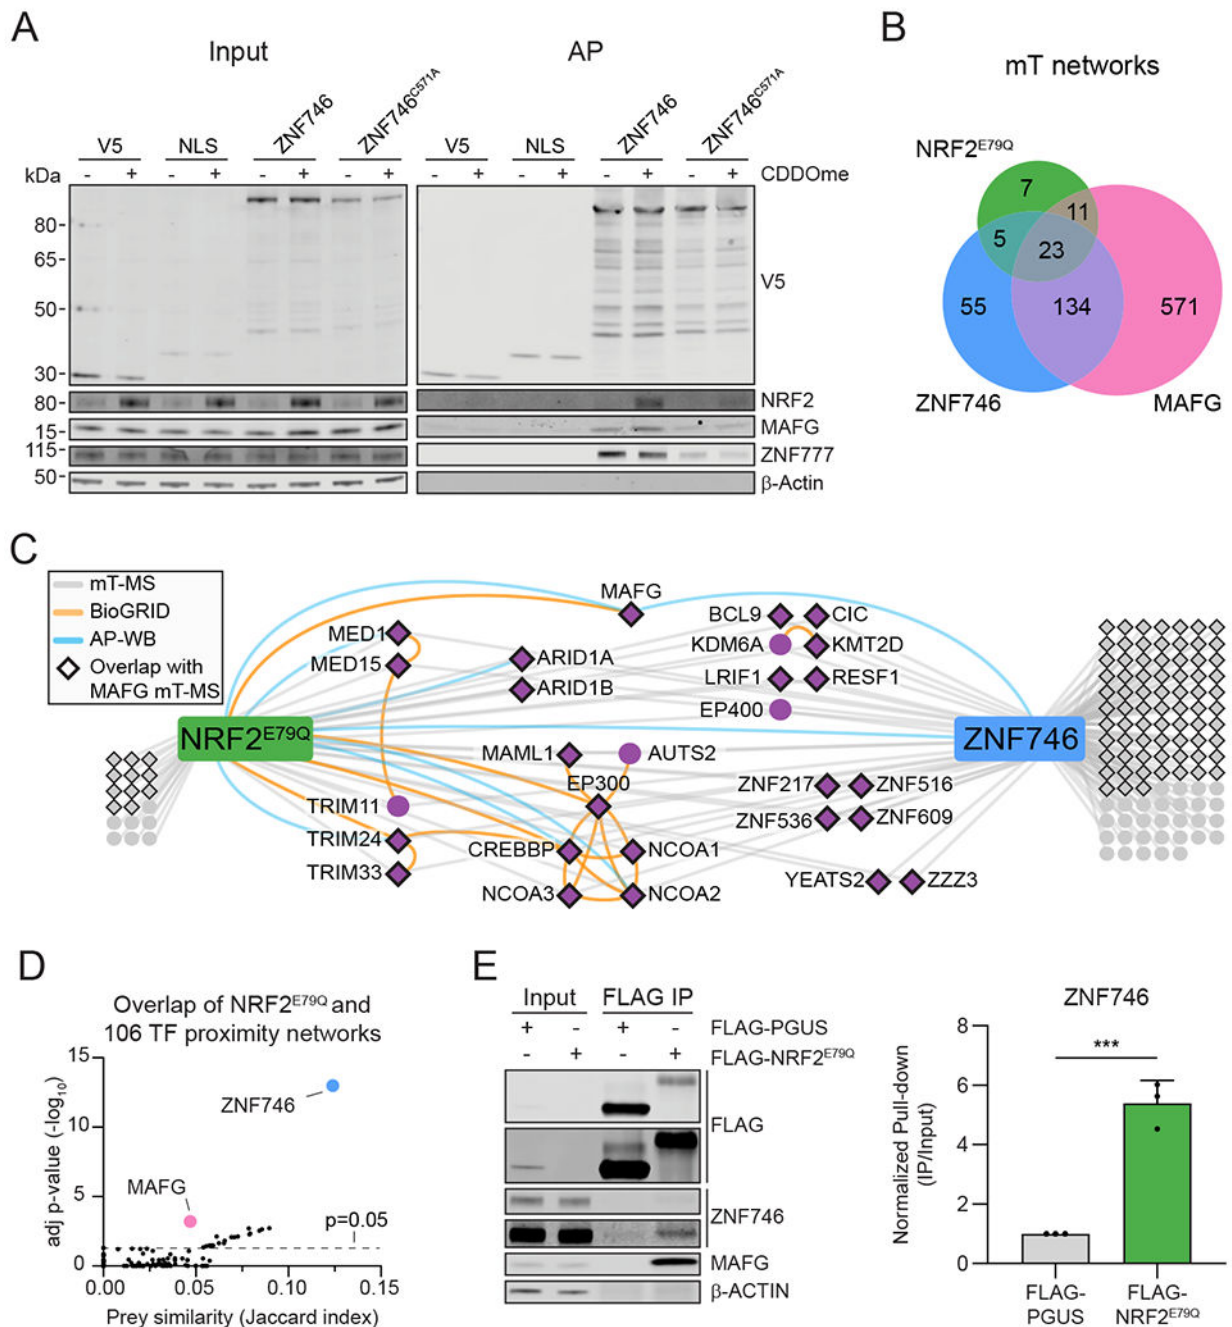 A
Input
AP
V5
NLS
ZNF746
ZNF746C571A
V5
NLS
ZNF746
ZNF746C571A
kDa
- + - + - + - +
- + - + - + - +
CDDOme
80-
65-
50-
30-
V5
80-
NRF2
15-
MAFG
115-
ZNF777
50-
β-Actin
B
mT networks
NRF2E79Q
7
11
5
23
55
134
571
ZNF746
MAFG
C
mT-MS
BioGRID
AP-WB
Overlap with
MAFG mT-MS
MAFG
MED1
MED15
ARID1A
ARID1B
BCL9
CIC
KDM6A
KMT2D
LRIF1
RESF1
EP400
NRF2E79Q
ZNF746
MAML1
AUTS2
EP300
TRIM11
TRIM24
TRIM33
CREBBP
NCOA1
NCOA3
NCOA2
ZNF217
ZNF516
ZNF536
ZNF609
YEATS2
ZZZ3
D
Overlap of NRF2E79Q and
106 TF proximity networks
adj p-value (-log10)
15
10
5
0
ZNF746
MAFG
p=0.05
0.00
0.05
0.10
0.15
Prey similarity (Jaccard index)
E
Input
FLAG IP
+ - + -
FLAG-PGUS
- + - +
FLAG-NRF2E79Q
FLAG
ZNF746
MAFG
β-ACTIN
ZNF746
Normalized Pull-down
(IP/Input)
8
6
4
2
0
***
FLAG-
PGUS
FLAG-
NRF2E79Q